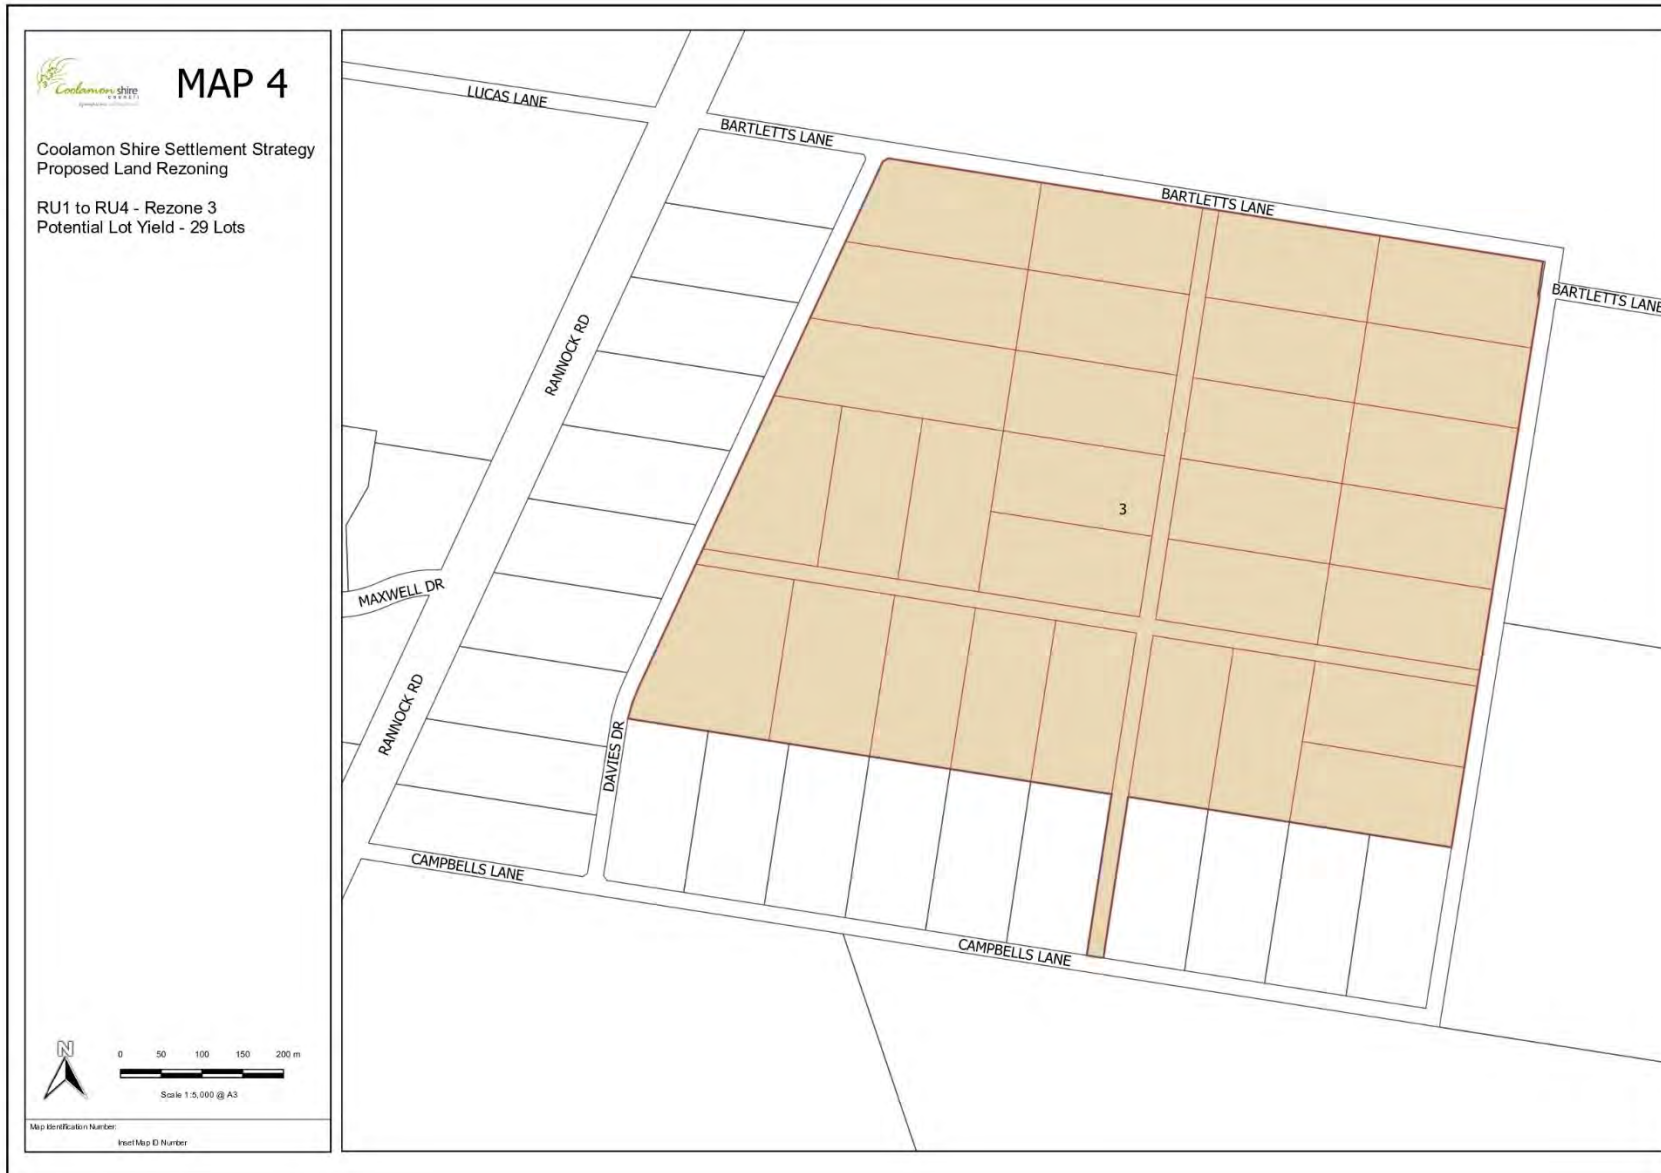 Coolamon shire
COUNCIL
MAP 4
Coolamon Shire Settlement Strategy
Proposed Land Rezoning
RU1 to RU4 - Rezone 3
Potential Lot Yield - 29 Lots
LUCAS LANE
BARTLETTS LANE
BARTLETTS LANE
BARTLETTS LANE
RANNOCK RD
3
MAXWELL DR
RANNOCK RD
DAVIES DR
CAMPBELLS LANE
CAMPBELLS LANE
N
0 50 100 150 200 m
Scale 1:5,000 @ A3
Map Identification Number:
Inset Map ID Number